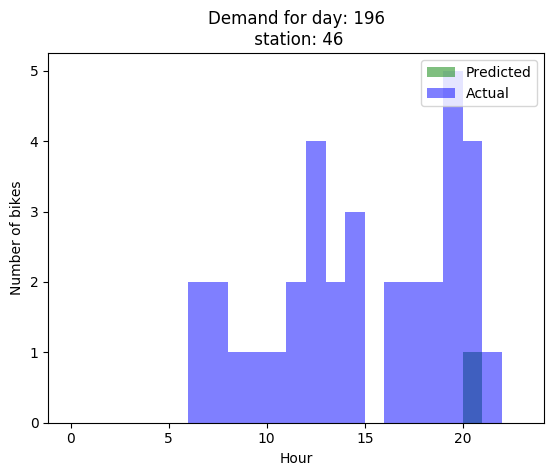 Demand for day: 196
station: 46
Predicted
Actual
Number of bikes
5
4
3
2
1
0
0
5
10
15
20
Hour